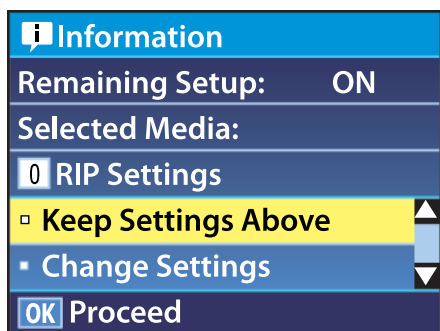 Information
Remaining Setup: ON
Selected Media:
0 RIP Settings
Keep Settings Above
Change Settings
OK Proceed